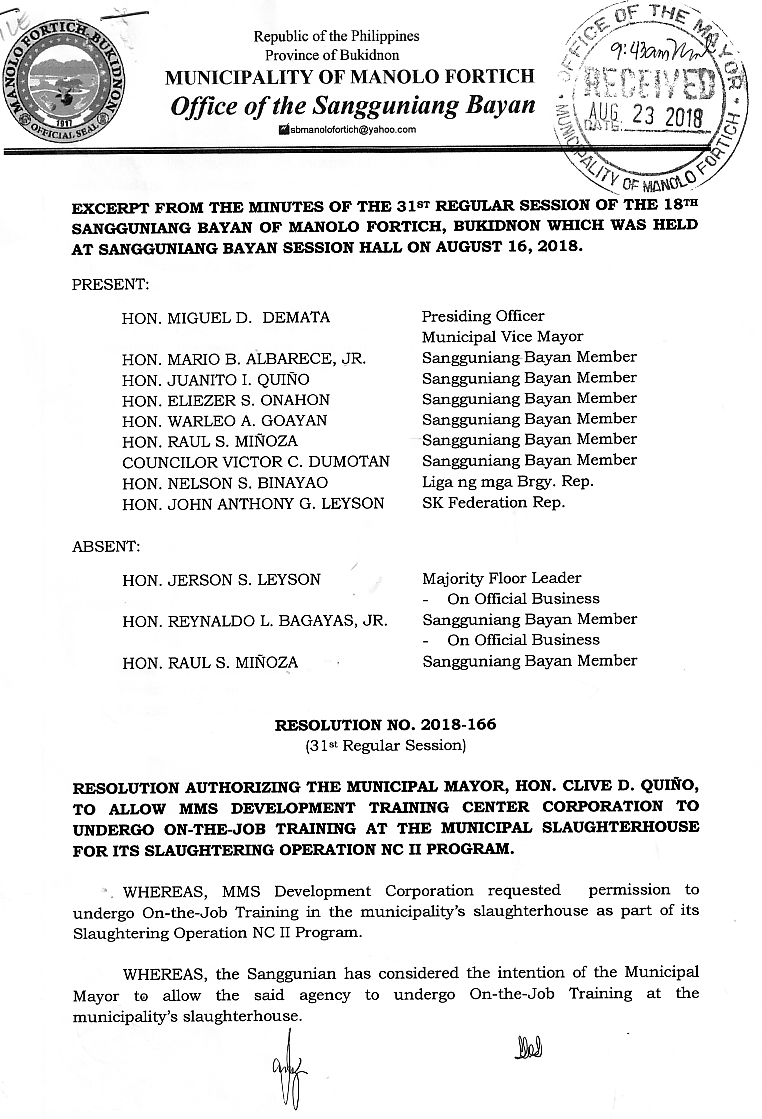 Republic of the Philippines
Province of Bukidnon
MUNICIPALITY OF MANOLO FORTICH
Office of the Sangguniang Bayan
sbmanolofortich@yahoo.com
MANOLO FORTICH, BUKIDNON
1917
OFFICIAL SEAL
OFFICE OF THE MAYOR
9:43am
RECEIVED
AUG 23 2018
DATE:
MUNICIPALITY OF MANOLO FORTICH
EXCERPT FROM THE MINUTES OF THE 31ST REGULAR SESSION OF THE 18TH
SANGGUNIANG BAYAN OF MANOLO FORTICH, BUKIDNON WHICH WAS HELD
AT SANGGUNIANG BAYAN SESSION HALL ON AUGUST 16, 2018.
PRESENT:
HON. MIGUEL D. DEMATA Presiding Officer
Municipal Vice Mayor
HON. MARIO B. ALBARECE, JR. Sangguniang Bayan Member
HON. JUANITO I. QUIÑO Sangguniang Bayan Member
HON. ELIEZER S. ONAHON Sangguniang Bayan Member
HON. WARLEO A. GOAYAN Sangguniang Bayan Member
HON. RAUL S. MIÑOZA Sangguniang Bayan Member
COUNCILOR VICTOR C. DUMOTAN Sangguniang Bayan Member
HON. NELSON S. BINAYAO Liga ng mga Brgy. Rep.
HON. JOHN ANTHONY G. LEYSON SK Federation Rep.
ABSENT:
HON. JERSON S. LEYSON Majority Floor Leader
- On Official Business
HON. REYNALDO L. BAGAYAS, JR. Sangguniang Bayan Member
- On Official Business
HON. RAUL S. MIÑOZA Sangguniang Bayan Member
RESOLUTION NO. 2018-166
(31st Regular Session)
RESOLUTION AUTHORIZING THE MUNICIPAL MAYOR, HON. CLIVE D. QUIÑO,
TO ALLOW MMS DEVELOPMENT TRAINING CENTER CORPORATION TO
UNDERGO ON-THE-JOB TRAINING AT THE MUNICIPAL SLAUGHTERHOUSE
FOR ITS SLAUGHTERING OPERATION NC II PROGRAM.
WHEREAS, MMS Development Corporation requested permission to
undergo On-the-Job Training in the municipality's slaughterhouse as part of its
Slaughtering Operation NC II Program.
WHEREAS, the Sanggunian has considered the intention of the Municipal
Mayor to allow the said agency to undergo On-the-Job Training at the
municipality's slaughterhouse.